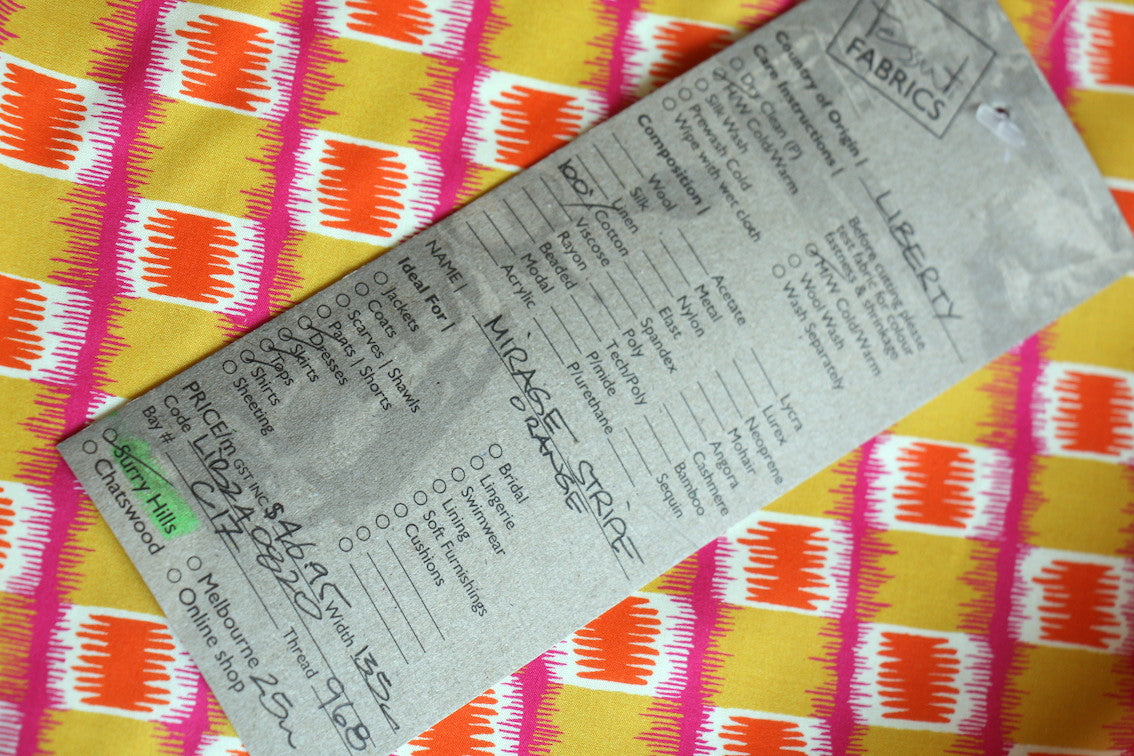 Tessuti
FABRICS
Country of Origin | LIBERTY
Care Instructions |
Dry Clean (P)
H/W Cold/Warm
Silk Wash
Prewash Cold
Wipe with wet cloth
Before cutting please
test fabric for colour
fastness & shrinkage
M/W Cold/Warm
Wool Wash
Wash Separately
Composition |
Wool
Silk
Linen
100% Cotton
Viscose
Rayon
Beaded
Modal
Acrylic
Acetate
Metal
Nylon
Elast
Spandex
Poly
Tech/Poly
P/mide
P/urethane
Lycra
Lurex
Neoprene
Mohair
Angora
Cashmere
Bamboo
Sequin
NAME | MIRAGE STRIPE
ORANGE
Ideal For |
Jackets
Coats
Scarves | Shawls
Pants | Shorts
Dresses
Skirts
Tops
Shirts
Sheeting
Bridal
Lingerie
Swimwear
Lining
Soft Furnishings
Cushions
PRICE/m GST INC. $46.95 Width 135
Code LIB240820 Thread 968
Bay # C17
Surry Hills
Chatswood
Melbourne 25m
Online shop